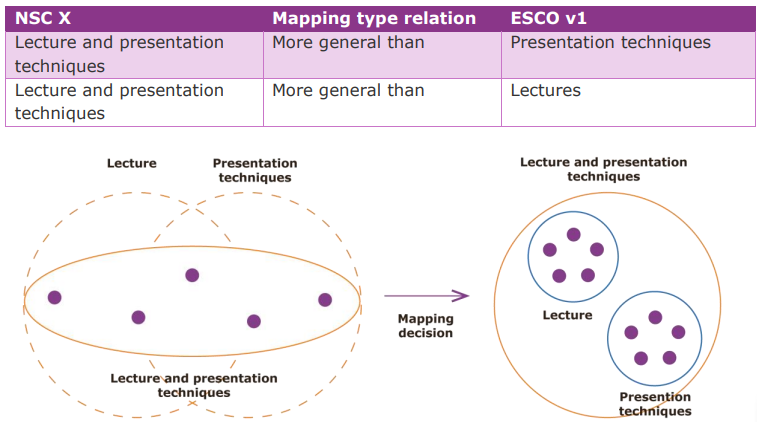 NSC X Mapping type relation ESCO v1
Lecture and presentation More general than Presentation techniques
techniques
Lecture and presentation More general than Lectures
techniques
Lecture
Presentation
techniques
Lecture and presentation
techniques
Mapping
decision
Lecture and presentation
techniques
Lecture
Presention
techniques